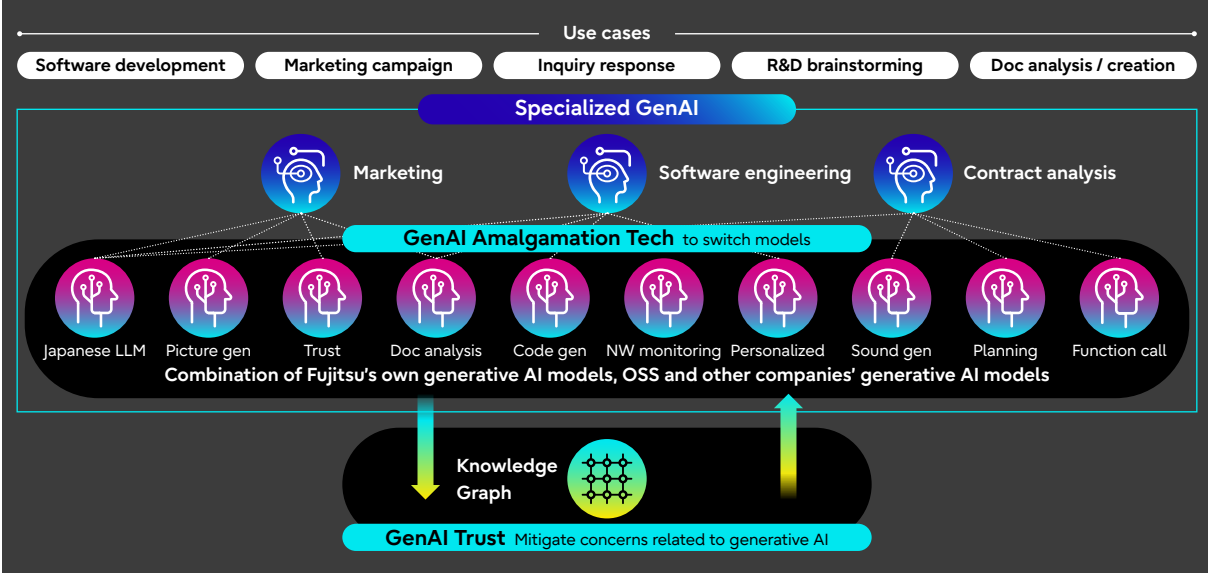 Use cases
Software development
Marketing campaign
Inquiry response
R&D brainstorming
Doc analysis / creation
Specialized GenAI
Marketing
Software engineering
Contract analysis
GenAI Amalgamation Tech to switch models
Japanese LLM
Picture gen
Trust
Doc analysis
Code gen
NW monitoring
Personalized
Sound gen
Planning
Function call
Combination of Fujitsu's own generative AI models, OSS and other companies' generative AI models
Knowledge
Graph
GenAI Trust Mitigate concerns related to generative AI